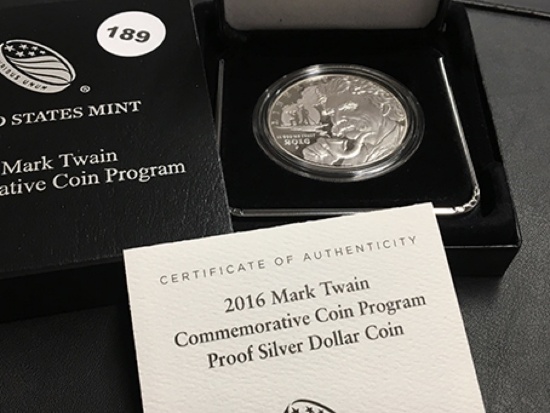 189
STATES MINT
Mark Twain
Coin Program
2016
CERTIFICATE OF AUTHENTICITY
2016 Mark Twain
Commemorative Coin Program
Proof Silver Dollar Coin